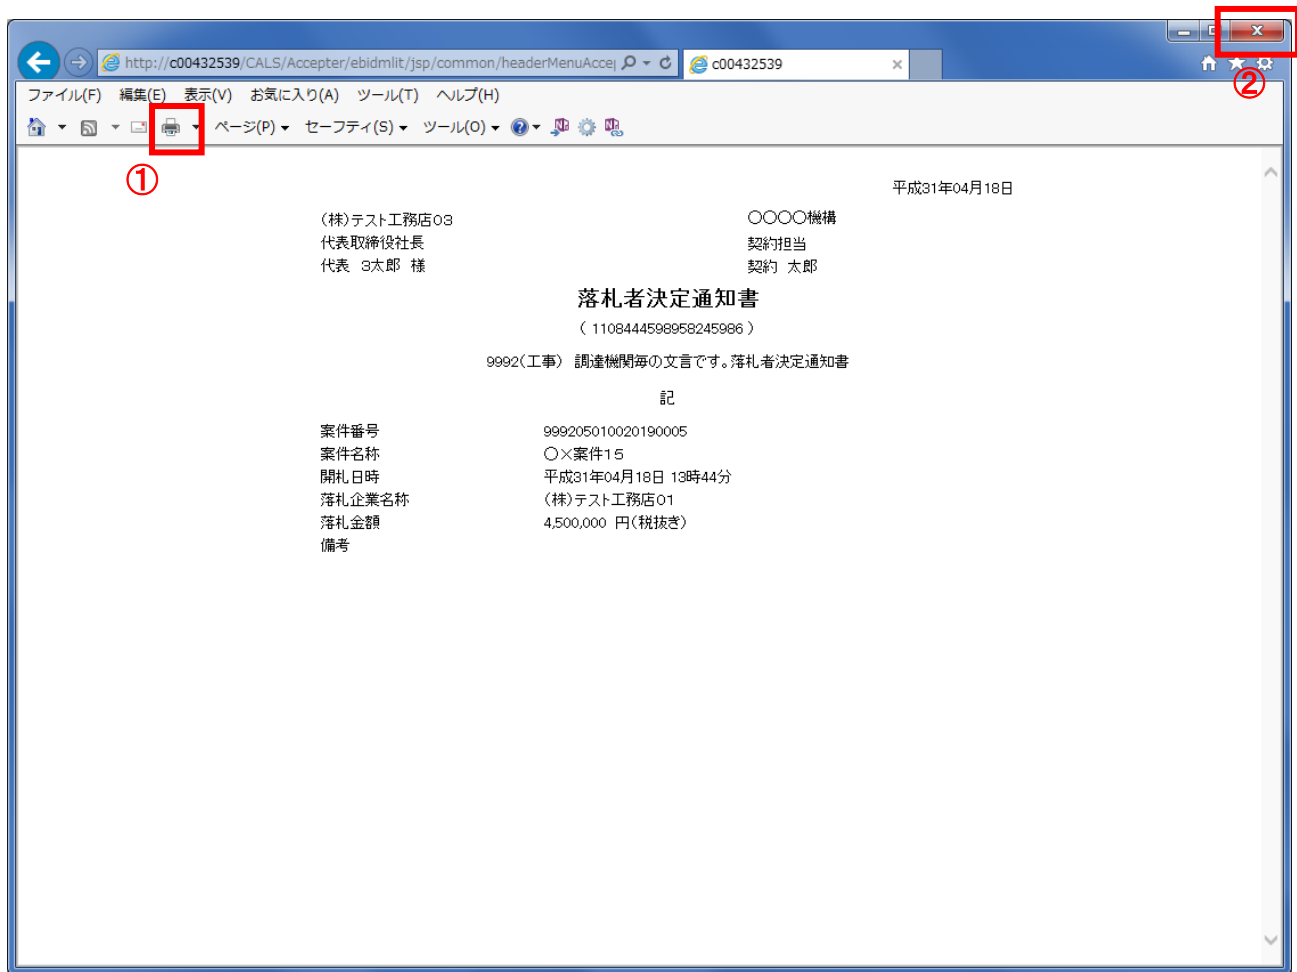 http://c00432539/CALS/Accepter/ebidmlit/jsp/common/headerMenuAccep
c00432539
②
ファイル(F) 編集(E) 表示(V) お気に入り(A) ツール(T) ヘルプ(H)
ページ(P) セーフティ(S) ツール(O)
①
平成31年04月18日
(株)テスト工務店03
○○○○機構
代表取締役社長
契約担当
代表 3太郎 様
契約 太郎
落札者決定通知書
( 1108444598958245986 )
9992(工事) 調達機関毎の文言です。落札者決定通知書
記
案件番号 999205010020190005
案件名称 ○×案件15
開札日時 平成31年04月18日 13時44分
落札企業名称 (株)テスト工務店01
落札金額 4,500,000 円(税抜き)
備考